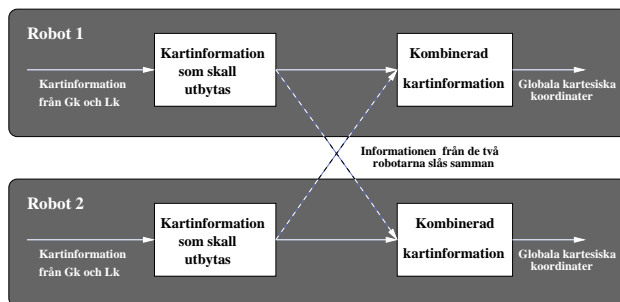 Robot 1
Kartinformation
från Gk och Lk
Kartinformation
som skall
utbytas
Kombinerad
kartinformation
Globala kartesiska
koordinater
Informationen från de två
robotarna slås samman
Robot 2
Kartinformation
från Gk och Lk
Kartinformation
som skall
utbytas
Kombinerad
kartinformation
Globala kartesiska
koordinater